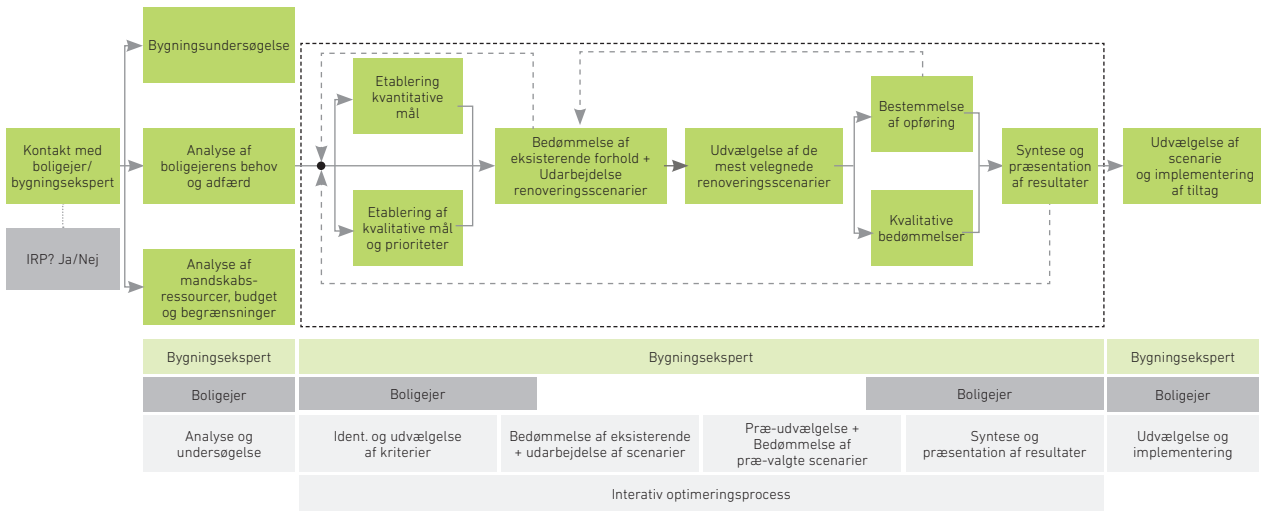 Kontakt med
boligejer/
bygningsekspert
IRP? Ja/Nej
Bygningsundersøgelse
Analyse af
boligejerens behov
og adfærd
Analyse af
mandskabs-
ressourcer, budget
og begrænsninger
Etablering
kvantitative
mål
Etablering af
kvalitative mål
og prioriteter
Bedømmelse af
eksisterende forhold +
Udarbejdelse
renoveringsscenarier
Udvælgelse af de
mest velegnede
renoveringsscenarier
Bestemmelse
af opføring
Kvalitative
bedømmelser
Syntese og
præsentation
af resultater
Udvælgelse af
scenarie
og implementering
af tiltag
Bygningsekspert
Bygningsekspert
Bygningsekspert
Boligejer
Boligejer
Boligejer
Boligejer
Analyse og
undersøgelse
Ident. og udvælgelse
af kriterier
Bedømmelse af eksisterende
+ udarbejdelse af scenarier
Præ-udvælgelse +
Bedømmelse af
præ-valgte scenarier
Syntese og
præsentation af resultater
Udvælgelse og
implementering
Interativ optimeringsprocess